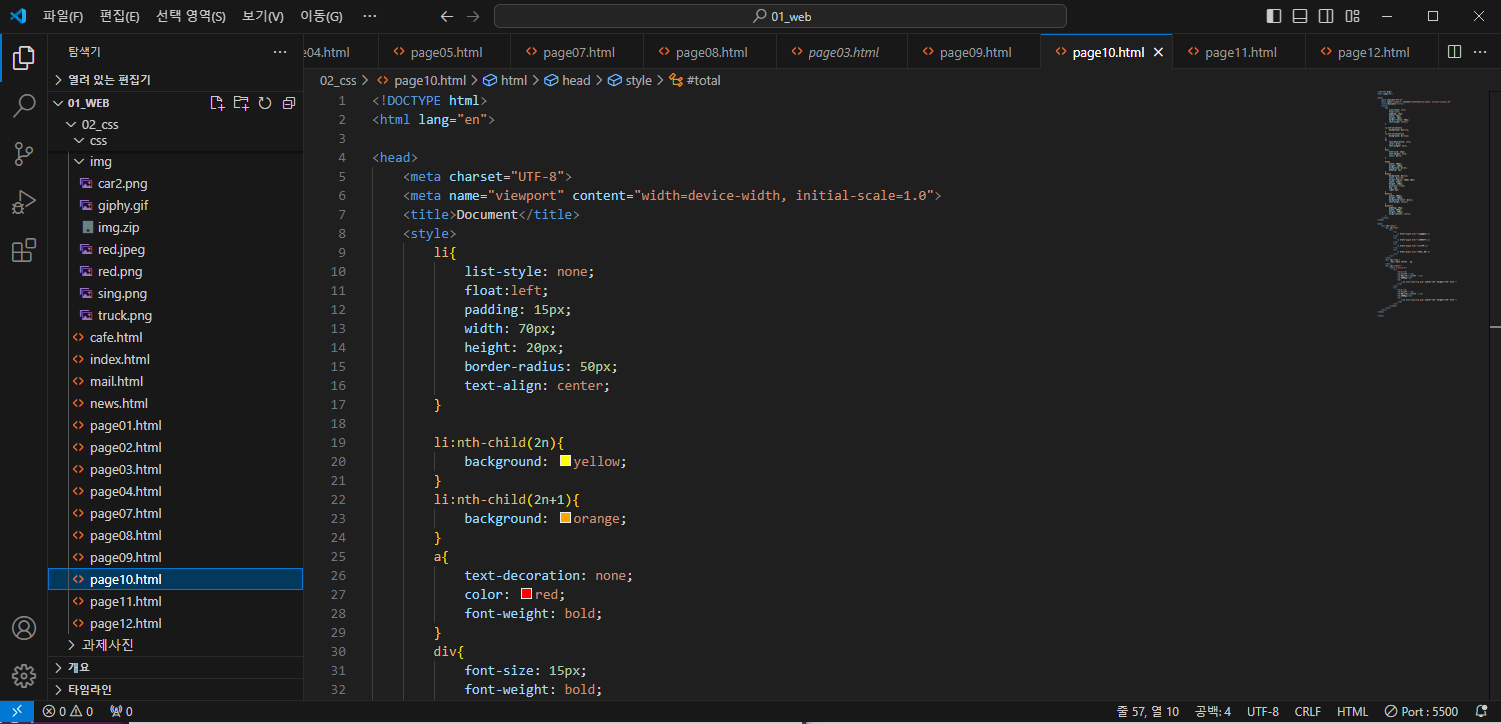 파일(F) 편집(E) 선택 영역(S) 보기(V) 이동(G) ··· 01_web
탐색기
e04.html page05.html page07.html page08.html page03.html page09.html page10.html page11.html page12.html
열려 있는 편집기
02_css > page10.html > html > head > style > #total
01_WEB
02_css
css
img
car2.png
giphy.gif
img.zip
red.jpeg
red.png
sing.png
truck.png
cafe.html
index.html
mail.html
news.html
page01.html
page02.html
page03.html
page04.html
page07.html
page08.html
page09.html
page10.html
page11.html
page12.html
과제사진
개요
타임라인
1 <!DOCTYPE html>
2 <html lang="en">
3
4 <head>
5 <meta charset="UTF-8">
6 <meta name="viewport" content="width=device-width, initial-scale=1.0">
7 <title>Document</title>
8 <style>
9 li{
10 list-style: none;
11 float:left;
12 padding: 15px;
13 width: 70px;
14 height: 20px;
15 border-radius: 50px;
16 text-align: center;
17 }
18
19 li:nth-child(2n){
20 background: yellow;
21 }
22 li:nth-child(2n+1){
23 background: orange;
24 }
25 a{
26 text-decoration: none;
27 color: red;
28 font-weight: bold;
29 }
30 div{
31 font-size: 15px;
32 font-weight: bold;
0 0 0 줄 57, 열 10 공백: 4 UTF-8 CRLF HTML Port : 5500